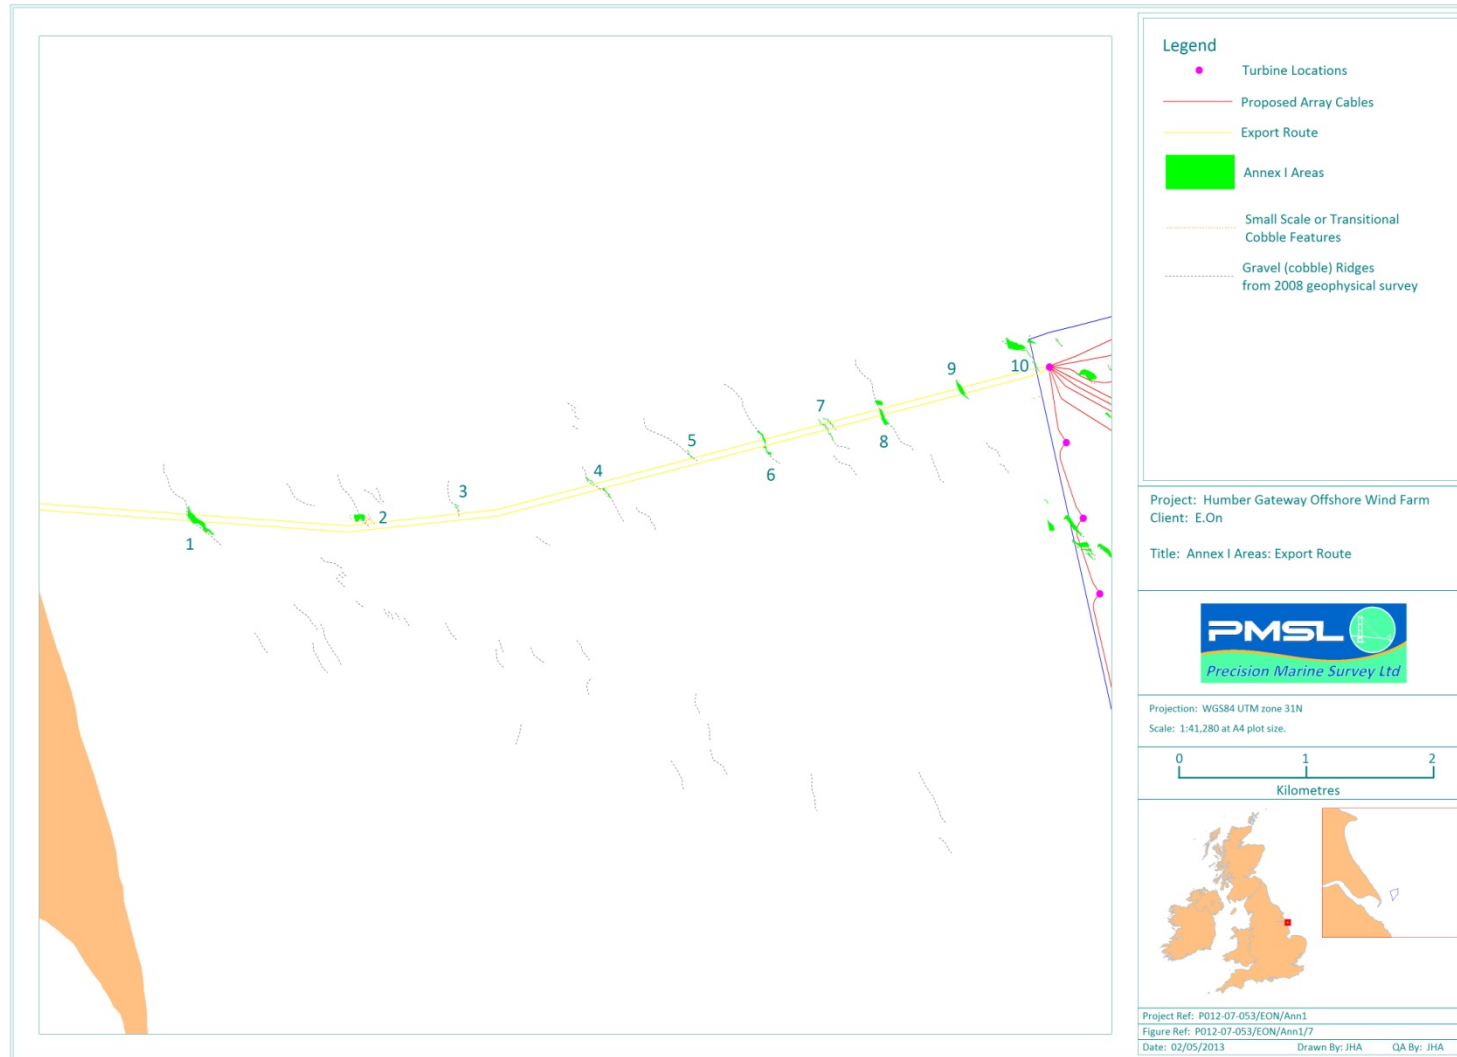 Legend
Turbine Locations
Proposed Array Cables
Export Route
Annex I Areas
Small Scale or Transitional
Cobble Features
Gravel (cobble) Ridges
from 2008 geophysical survey
1
2
3
4
5
6
7
8
9
10
Project: Humber Gateway Offshore Wind Farm
Client: E.On
Title: Annex I Areas: Export Route
PMSL
Precision Marine Survey Ltd
Projection: WGS84 UTM zone 31N
Scale: 1:41,280 at A4 plot size.
0 1 2
Kilometres
Project Ref: P012-07-053/EON/Ann1
Figure Ref: P012-07-053/EON/Ann1/7
Date: 02/05/2013 Drawn By: JHA QA By: JHA